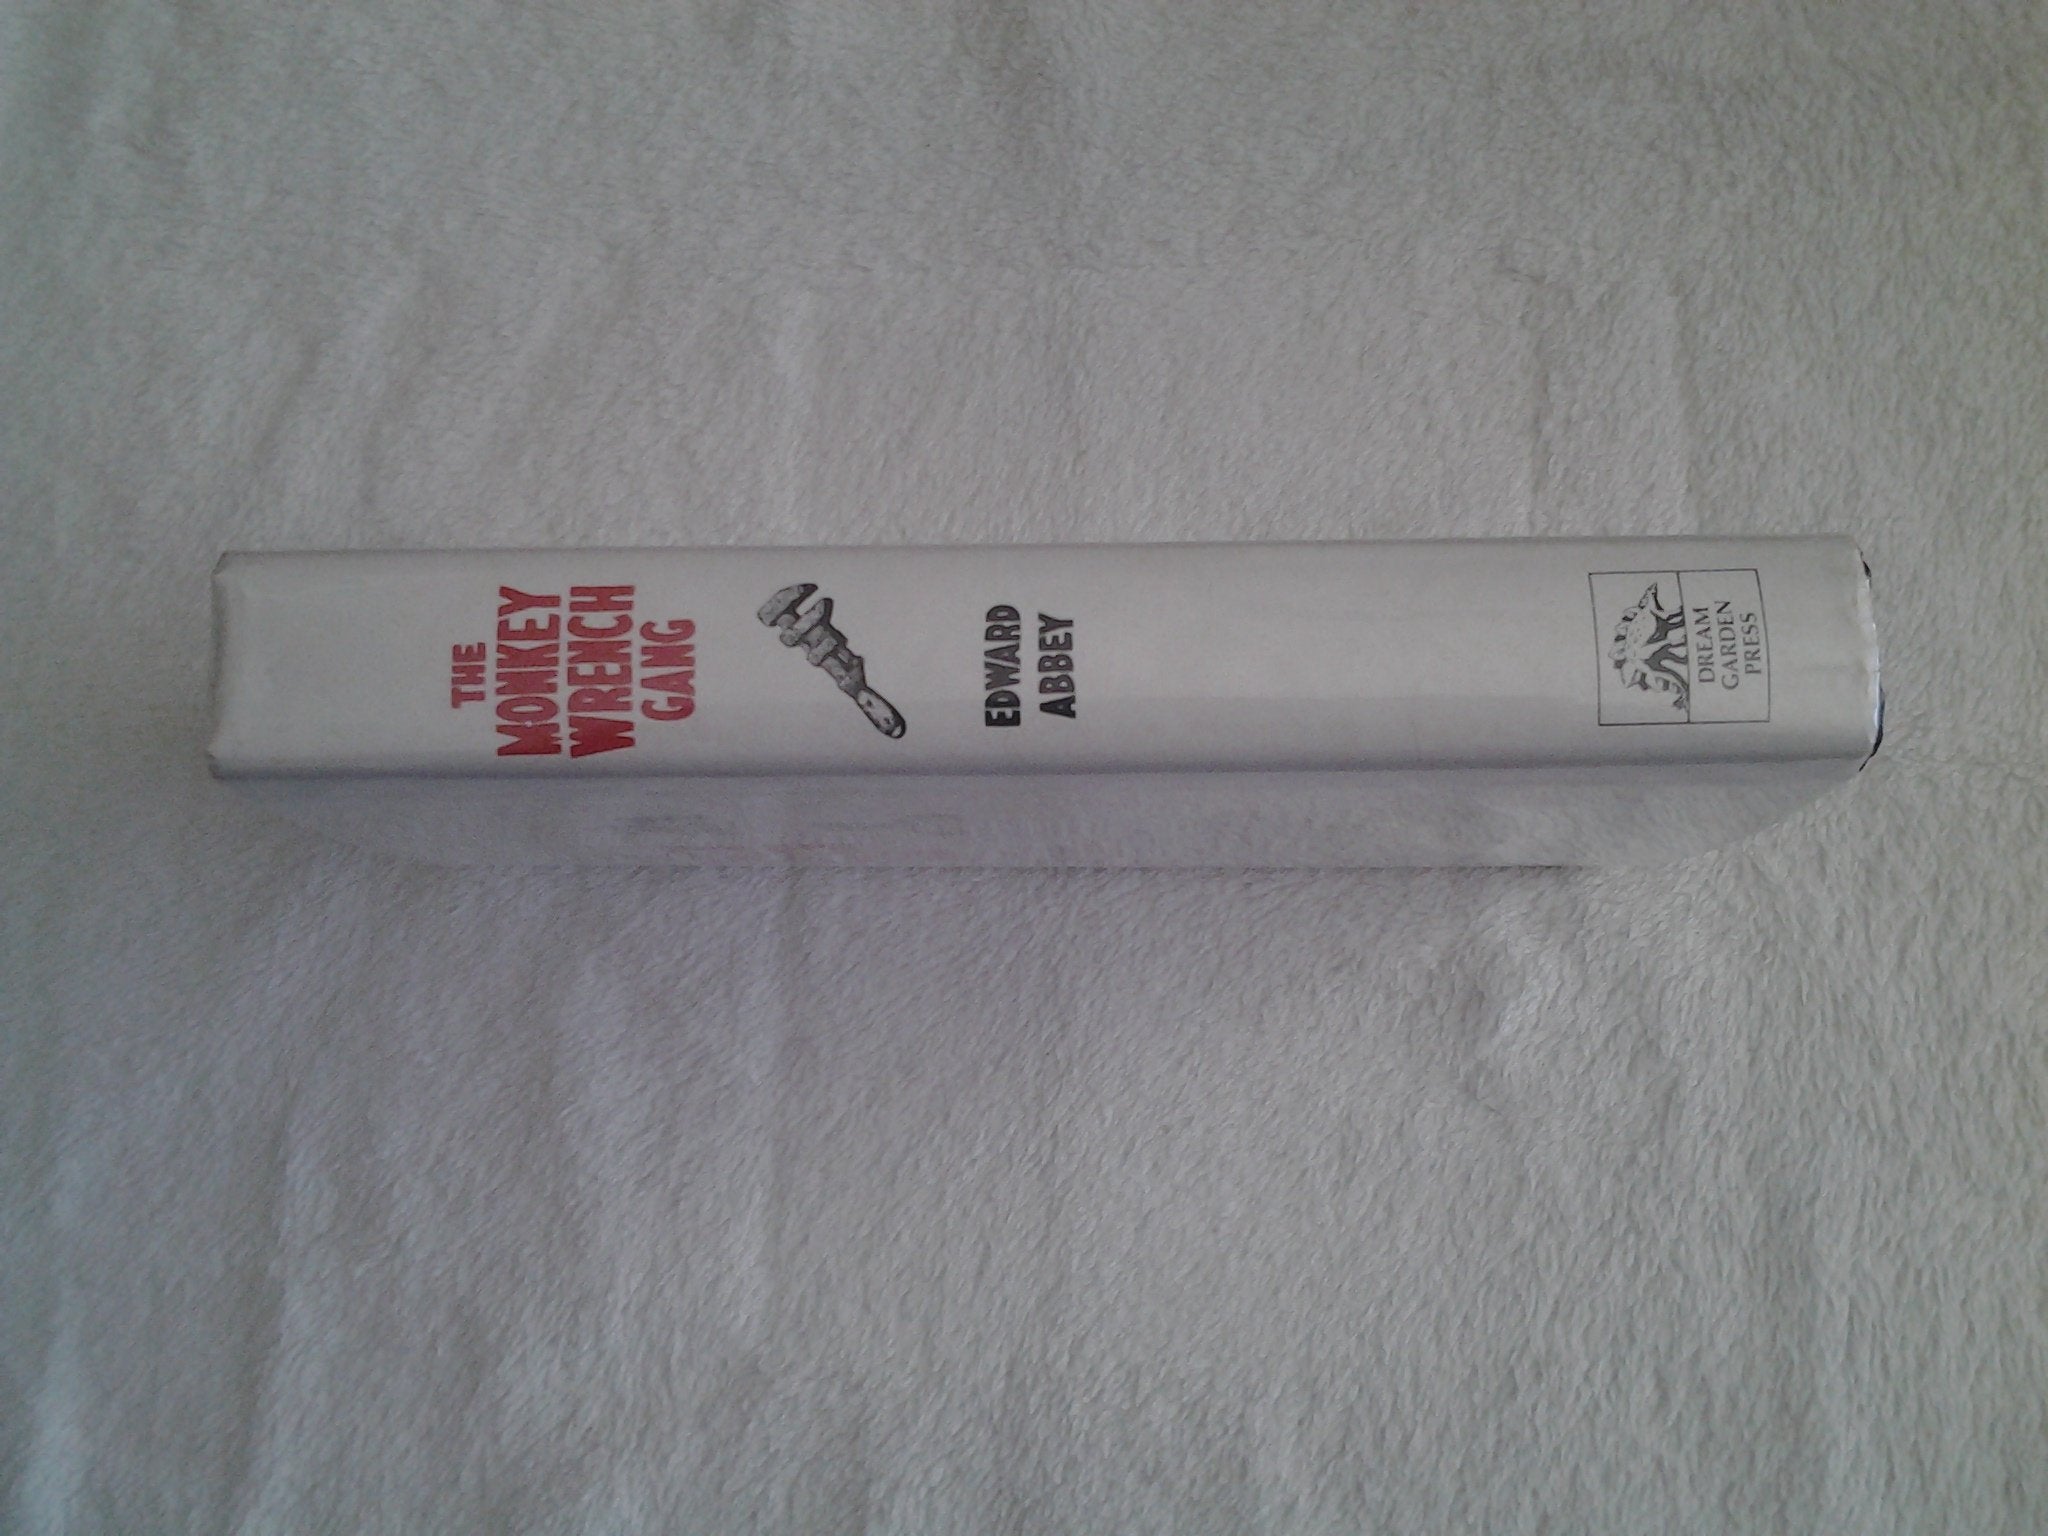 THE
MONKEY
WRENCH
GANG
EDWARD
ABBEY
DREAM
GARDEN
PRESS